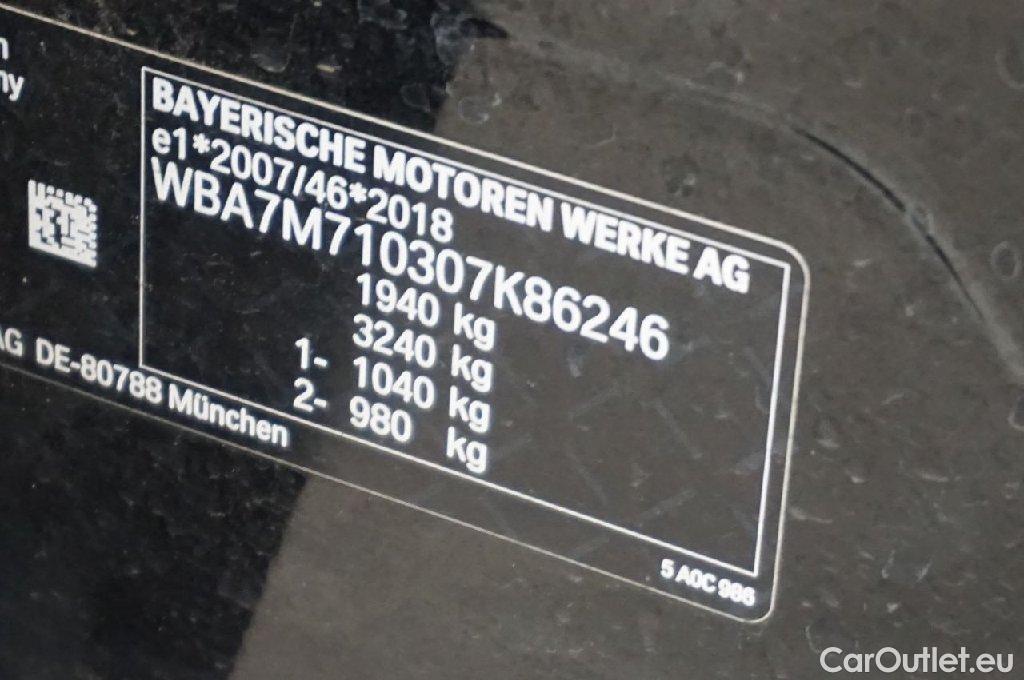 BAYERISCHE MOTOREN WERKE AG
e1*2007/46*2018
WBA7M710307K86246
1940 kg
3240 kg
1- 1040 kg
2- 980 kg
AG DE-80788 München
5 A0C 986
CarOutlet.eu